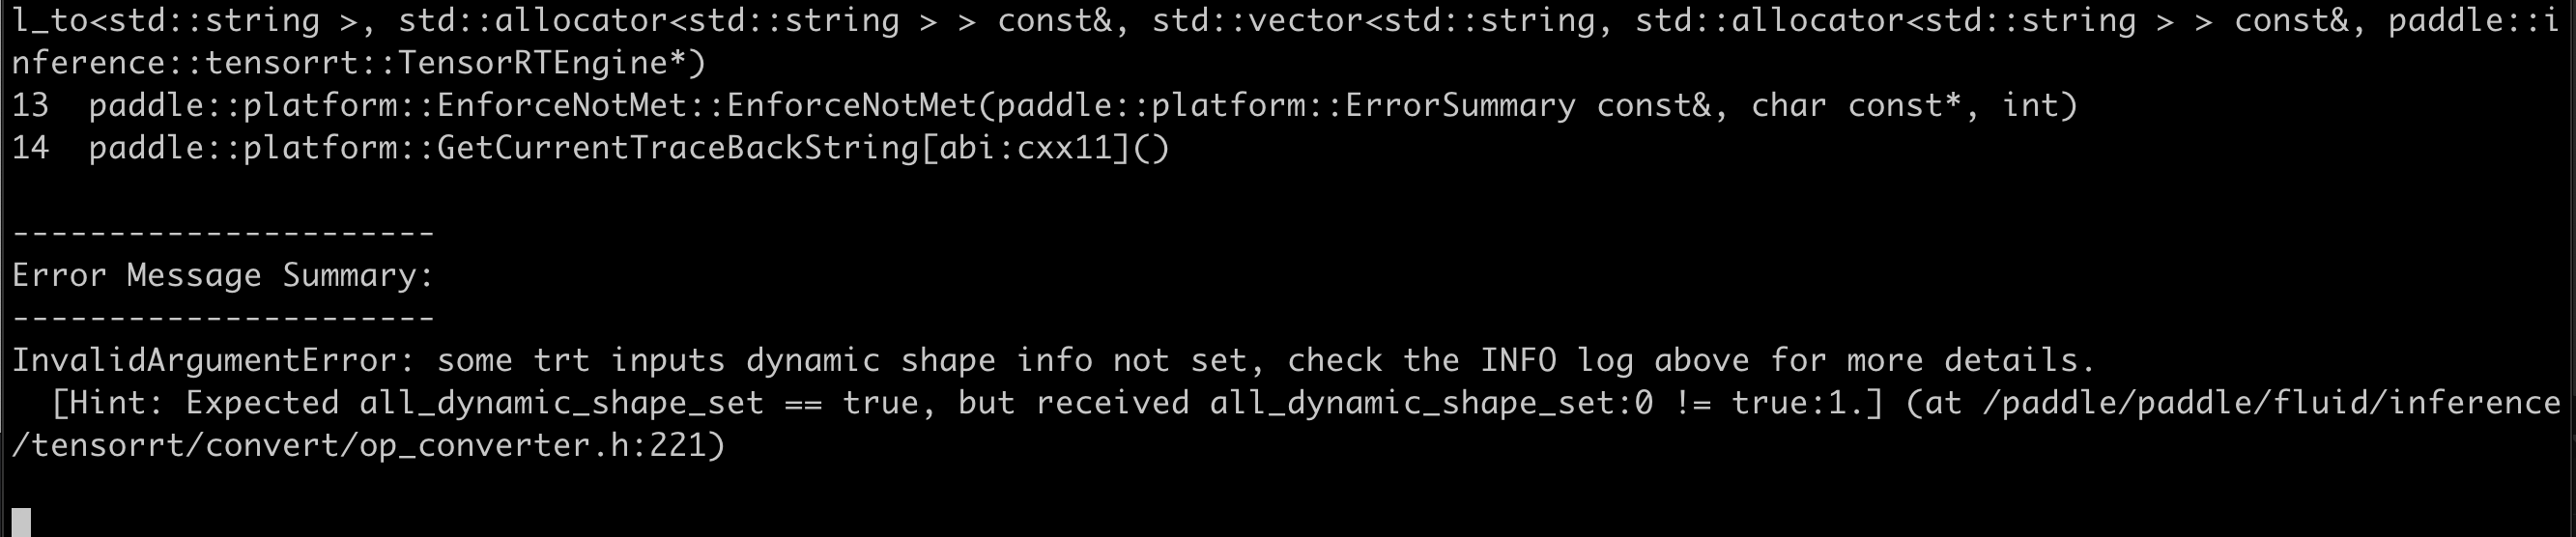 l_to<std::string >, std::allocator<std::string > > const&, std::vector<std::string, std::allocator<std::string > > const&, paddle::i
nference::tensorrt::TensorRTEngine*)
13  paddle::platform::EnforceNotMet::EnforceNotMet(paddle::platform::ErrorSummary const&, char const*, int)
14  paddle::platform::GetCurrentTraceBackString[abi:cxx11]()
----------------------
Error Message Summary:
----------------------
InvalidArgumentError: some trt inputs dynamic shape info not set, check the INFO log above for more details.
  [Hint: Expected all_dynamic_shape_set == true, but received all_dynamic_shape_set:0 != true:1.] (at /paddle/paddle/fluid/inference
/tensorrt/convert/op_converter.h:221)